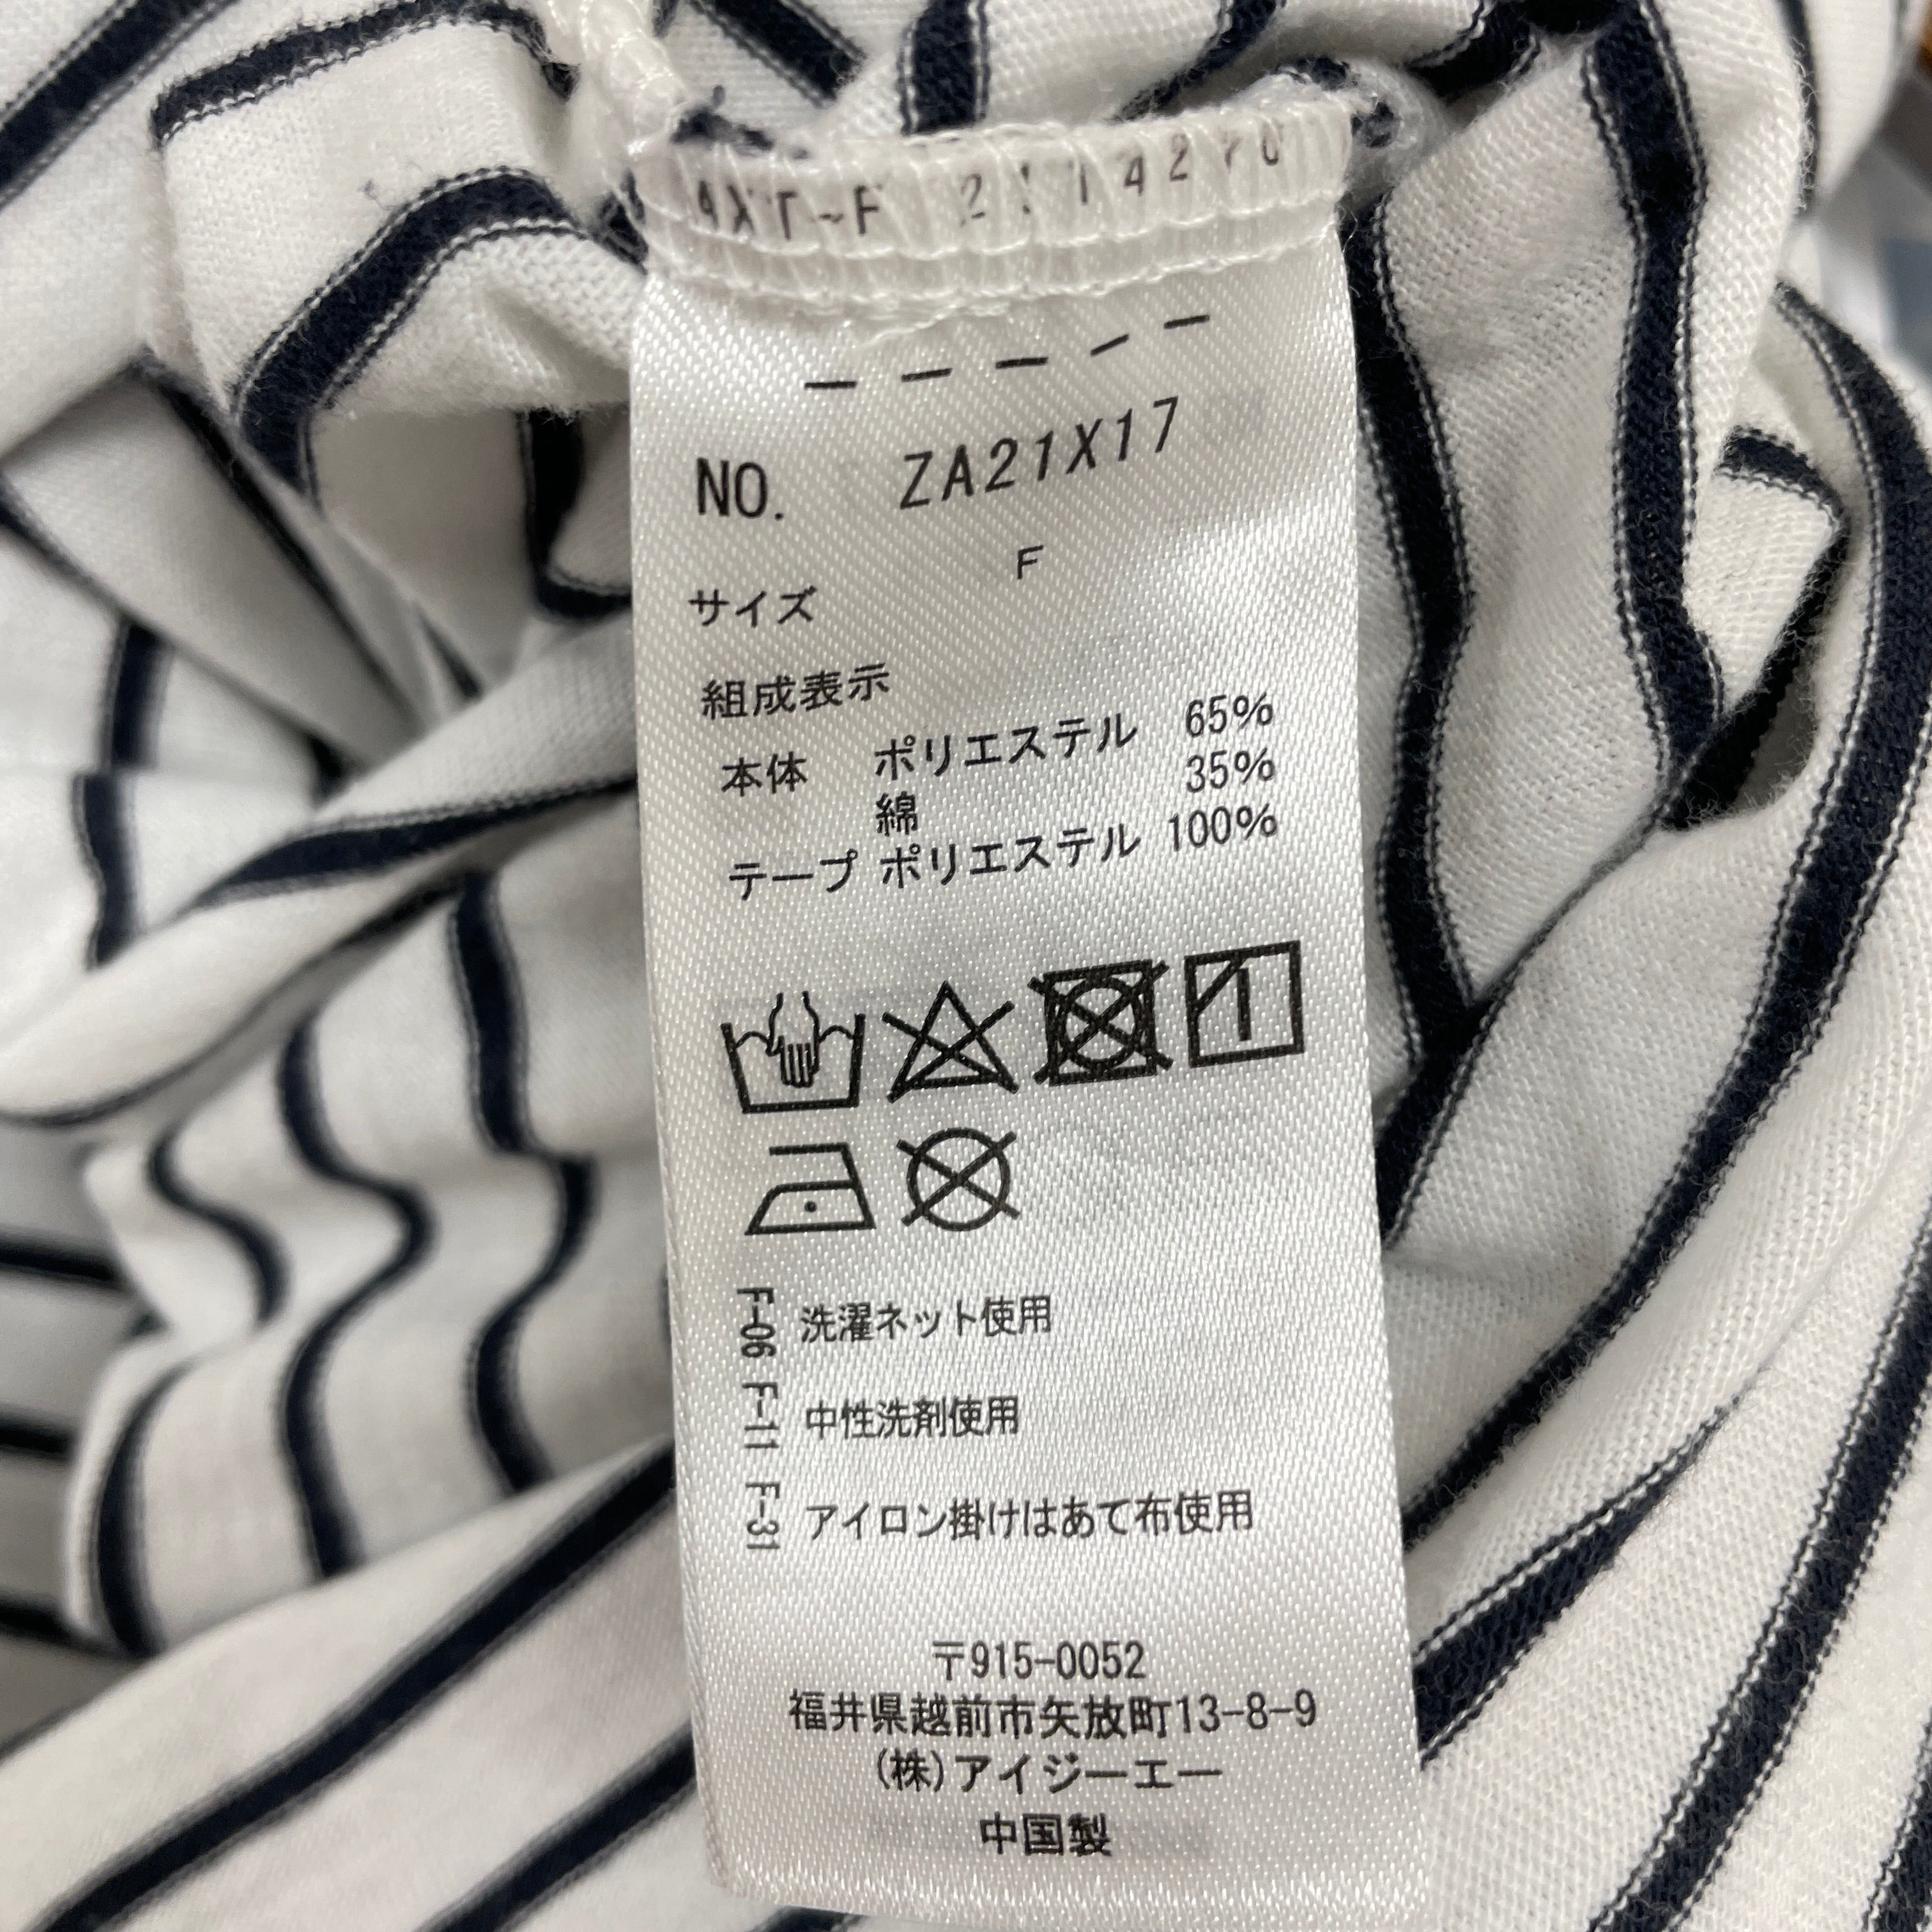 NO. ZA21X17
サイズ F
組成表示
本体 ポリエステル 65%
綿 35%
テープ ポリエステル 100%
F-06 洗濯ネット使用
F-11 中性洗剤使用
F-31 アイロン掛けはあて布使用
〒915-0052
福井県越前市矢放町13-8-9
(株)アイジーエー
中国製